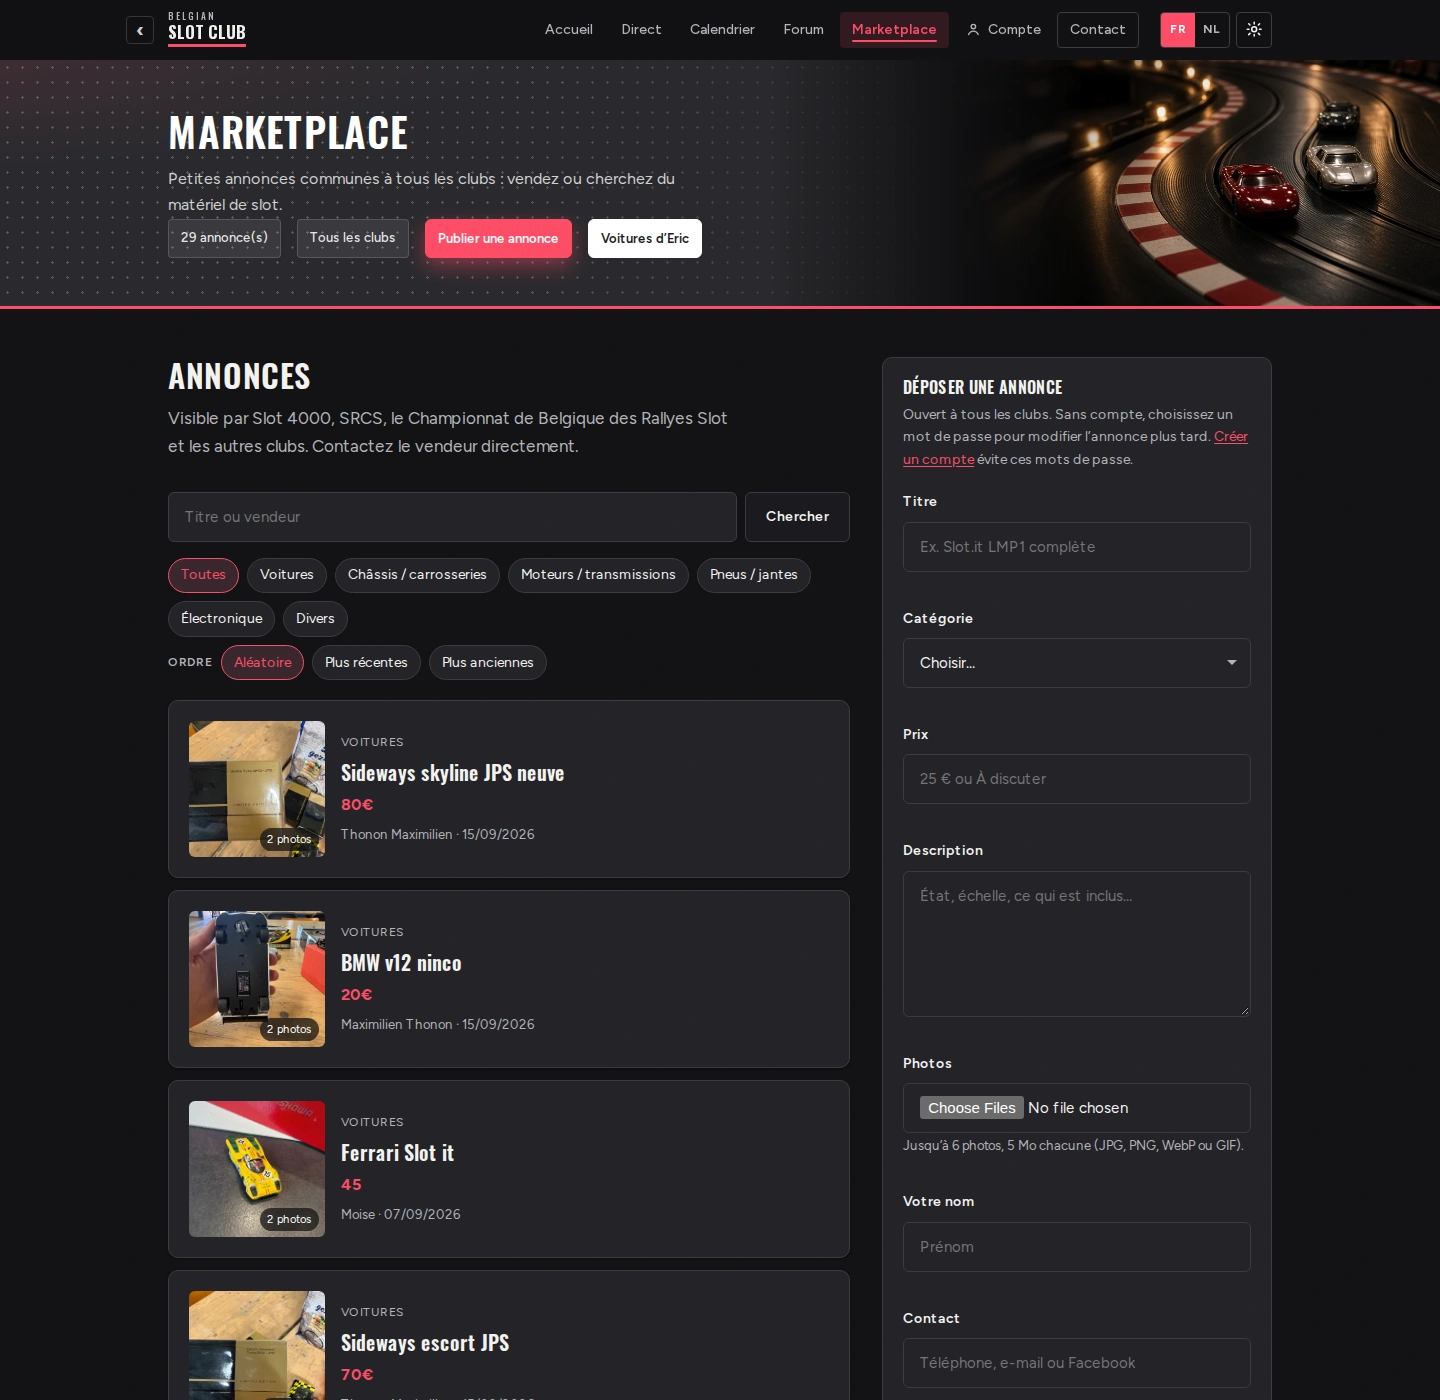 ‹
BELGIAN
SLOT CLUB
Accueil
Direct
Calendrier
Forum
Marketplace
Compte
Contact
FR
NL
MARKETPLACE
Petites annonces communes à tous les clubs : vendez ou cherchez du
matériel de slot.
29 annonce(s)
Tous les clubs
Publier une annonce
Voitures d’Eric
ANNONCES
Visible par Slot 4000, SRCS, le Championnat de Belgique des Rallyes Slot
et les autres clubs. Contactez le vendeur directement.
Titre ou vendeur
Chercher
Toutes
Voitures
Châssis / carrosseries
Moteurs / transmissions
Pneus / jantes
Électronique
Divers
ORDRE
Aléatoire
Plus récentes
Plus anciennes
VOITURES
Sideways skyline JPS neuve
80€
Thonon Maximilien · 15/09/2026
2 photos
VOITURES
BMW v12 ninco
20€
Maximilien Thonon · 15/09/2026
2 photos
VOITURES
Ferrari Slot it
45
Moise · 07/09/2026
2 photos
VOITURES
Sideways escort JPS
70€
DÉPOSER UNE ANNONCE
Ouvert à tous les clubs. Sans compte, choisissez un
mot de passe pour modifier l’annonce plus tard. Créer
un compte évite ces mots de passe.
Titre
Ex. Slot.it LMP1 complète
Catégorie
Choisir...
Prix
25 € ou À discuter
Description
État, échelle, ce qui est inclus...
Photos
Choose Files No file chosen
Jusqu’à 6 photos, 5 Mo chacune (JPG, PNG, WebP ou GIF).
Votre nom
Prénom
Contact
Téléphone, e-mail ou Facebook